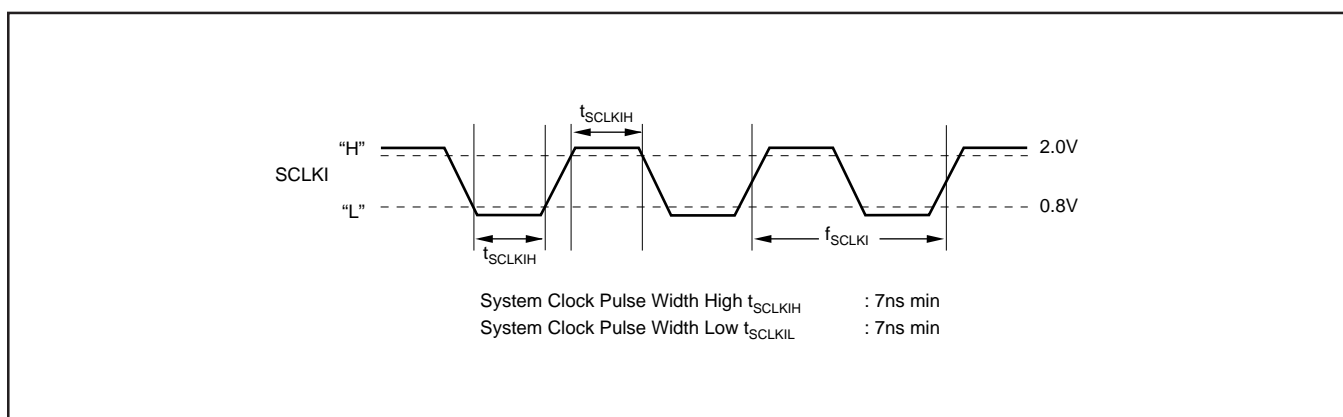 tSCLKIH
"H"
2.0V
SCLKI
"L"
0.8V
tSCLKIH
fSCLKI
System Clock Pulse Width High tSCLKIH : 7ns min
System Clock Pulse Width Low tSCLKIL : 7ns min